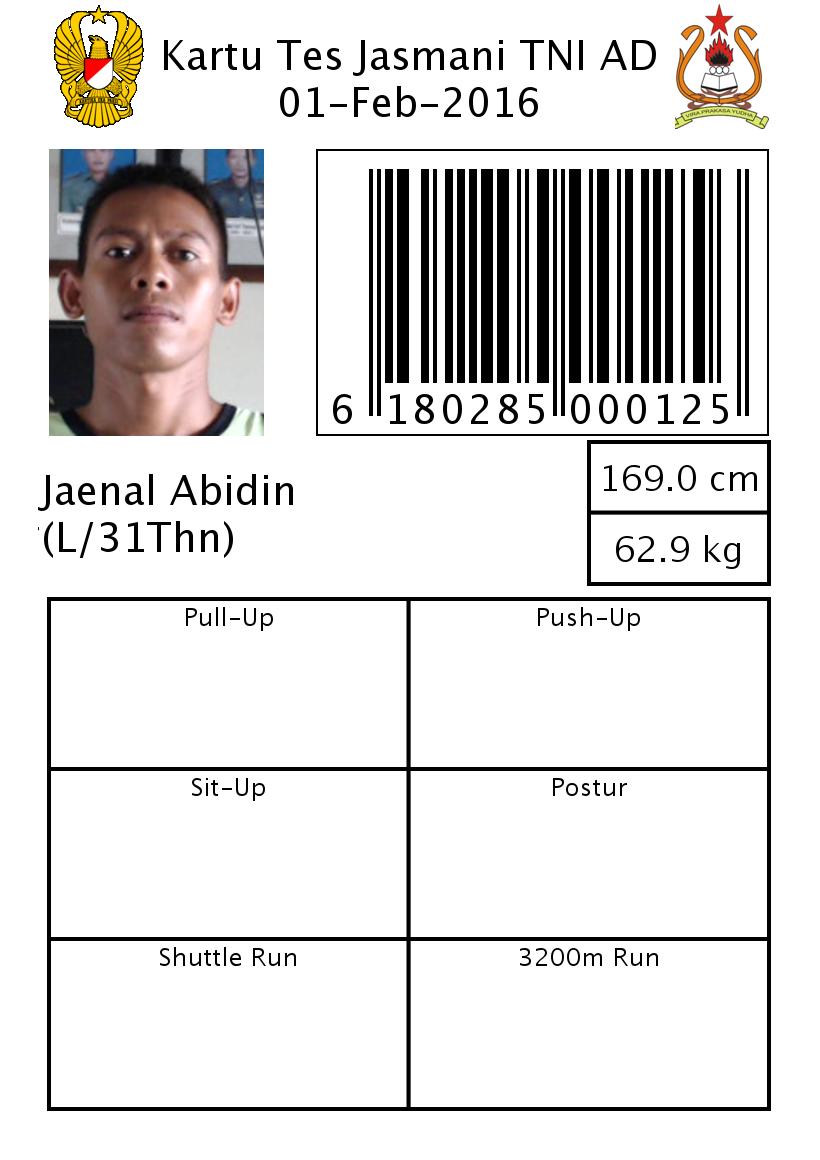 Kartu Tes Jasmani TNI AD
01-Feb-2016
VIRA PRAKASA YUDHA
6 180285 000125
169.0 cm
Jaenal Abidin
(L/31Thn)
62.9 kg
Pull-Up
Push-Up
Sit-Up
Postur
Shuttle Run
3200m Run